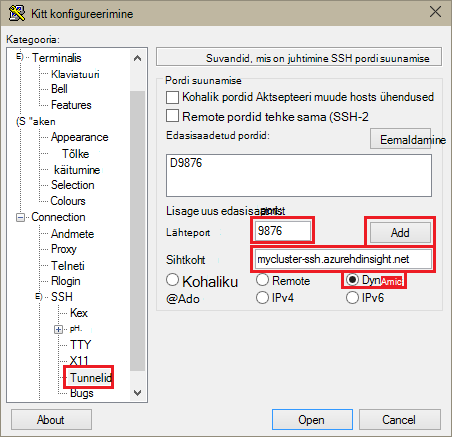 Kitt konfigureerimine
Kategooria:
Terminalis
Klaviatuuri
Bell
Features
(S "aken
Appearance
Tõlke
käitumine
Selection
Colours
Connection
Andmete
Proxy
Telneti
Rlogin
SSH
Kex
pH.
TTY
X11
Tunnelid
Bugs
Suvandid, mis on juhtimine SSH pordi suunamise
Pordi suunamise
Kohalik pordid Aktsepteeri muude hosts ühendused
Remote pordid tehke sama (SSH-2
Edasisaadetud pordid:
Eemaldamine
D9876
Lisage uus edasisaadetist
Lähteport
9876
Add
Sihtkoht
mycluster-ssh.azurehdinsight.net
Kohaliku
Remote
DynAmic
@Ado
IPv4
IPv6
About
Open
Cancel